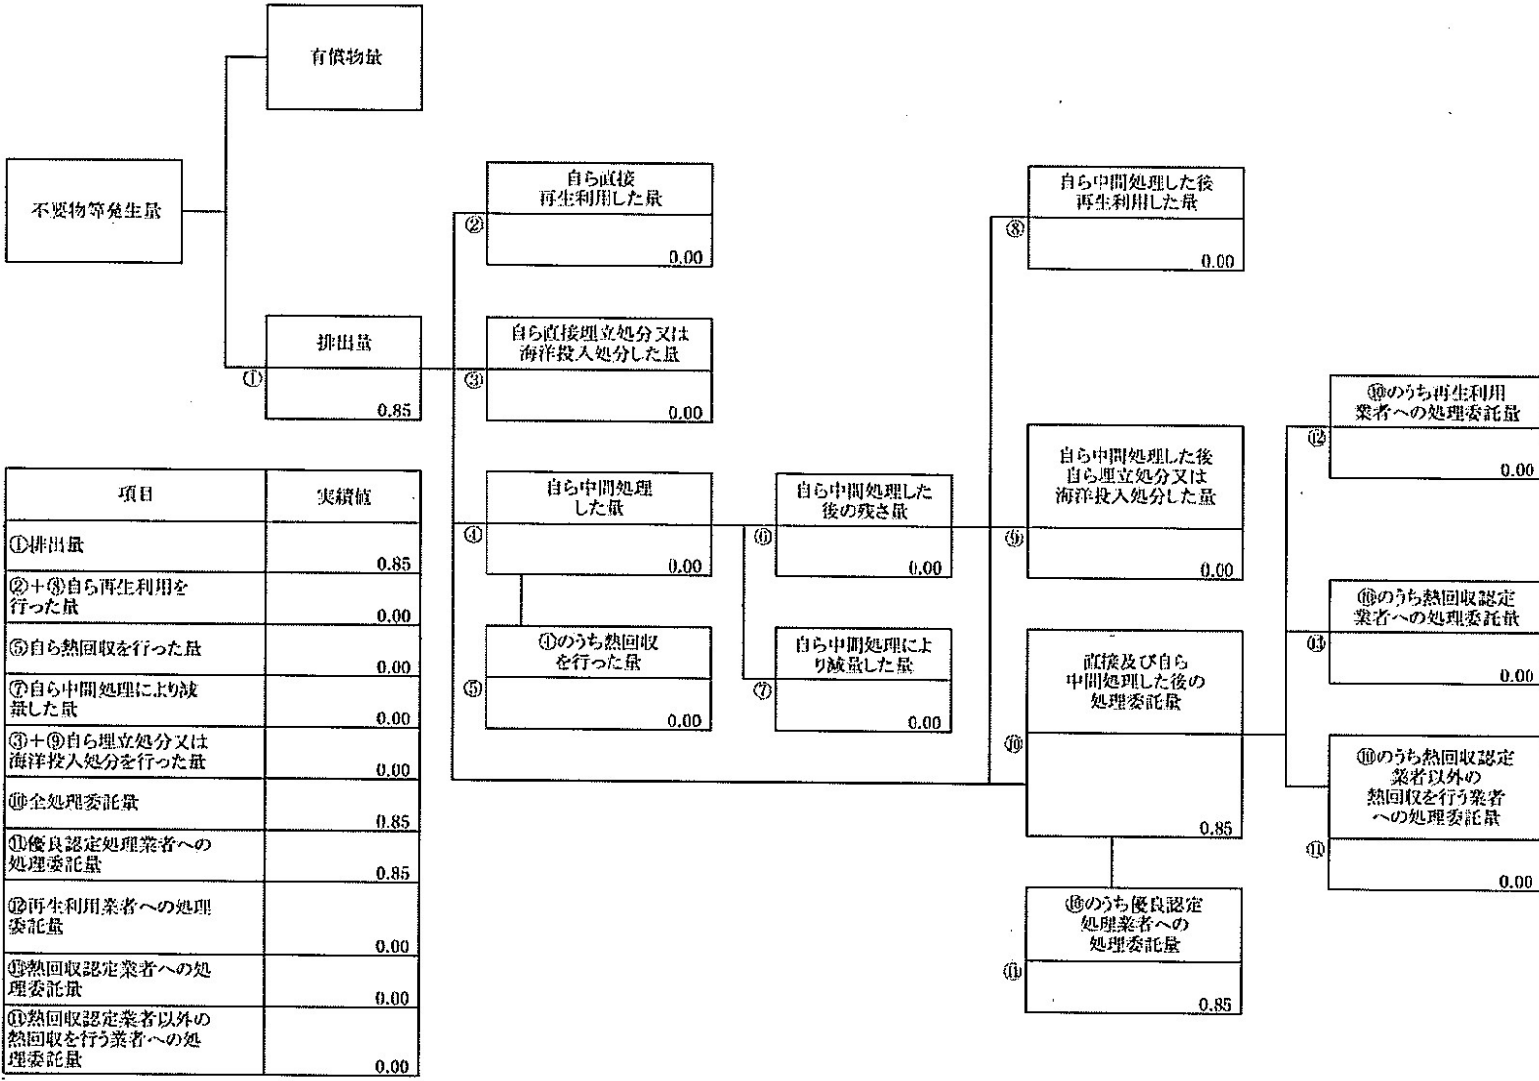 有償物量
不要物等発生量
排出量
①
0.85
自ら直接
再生利用した量
②
0.00
自ら直接埋立処分又は
海洋投入処分した量
③
0.00
自ら中間処理
した量
④
0.00
④のうち熱回収
を行った量
⑤
0.00
自ら中間処理した
後の残さ量
⑥
0.00
自ら中間処理によ
り減量した量
⑦
0.00
自ら中間処理した後
再生利用した量
⑧
0.00
自ら中間処理した後
自ら埋立処分又は
海洋投入処分した量
⑨
0.00
直接及び自ら
中間処理した後の
処理委託量
⑩
0.85
⑩のうち優良認定
処理業者への
処理委託量
⑪
0.85
⑩のうち再生利用
業者への処理委託量
⑫
0.00
⑩のうち熱回収認定
業者への処理委託量
⑬
0.00
⑩のうち熱回収認定
業者以外の
熱回収を行う業者
への処理委託量
⑭
0.00
項目 実績値
①排出量
0.85
②+⑧自ら再生利用を
行った量
0.00
⑤自ら熱回収を行った量
0.00
⑦自ら中間処理により減
量した量
0.00
③+⑨自ら埋立処分又は
海洋投入処分を行った量
0.00
⑩全処理委託量
0.85
⑪優良認定処理業者への
処理委託量
0.85
⑫再生利用業者への処理
委託量
0.00
⑬熱回収認定業者への処
理委託量
0.00
⑭熱回収認定業者以外の
熱回収を行う業者への処
理委託量
0.00